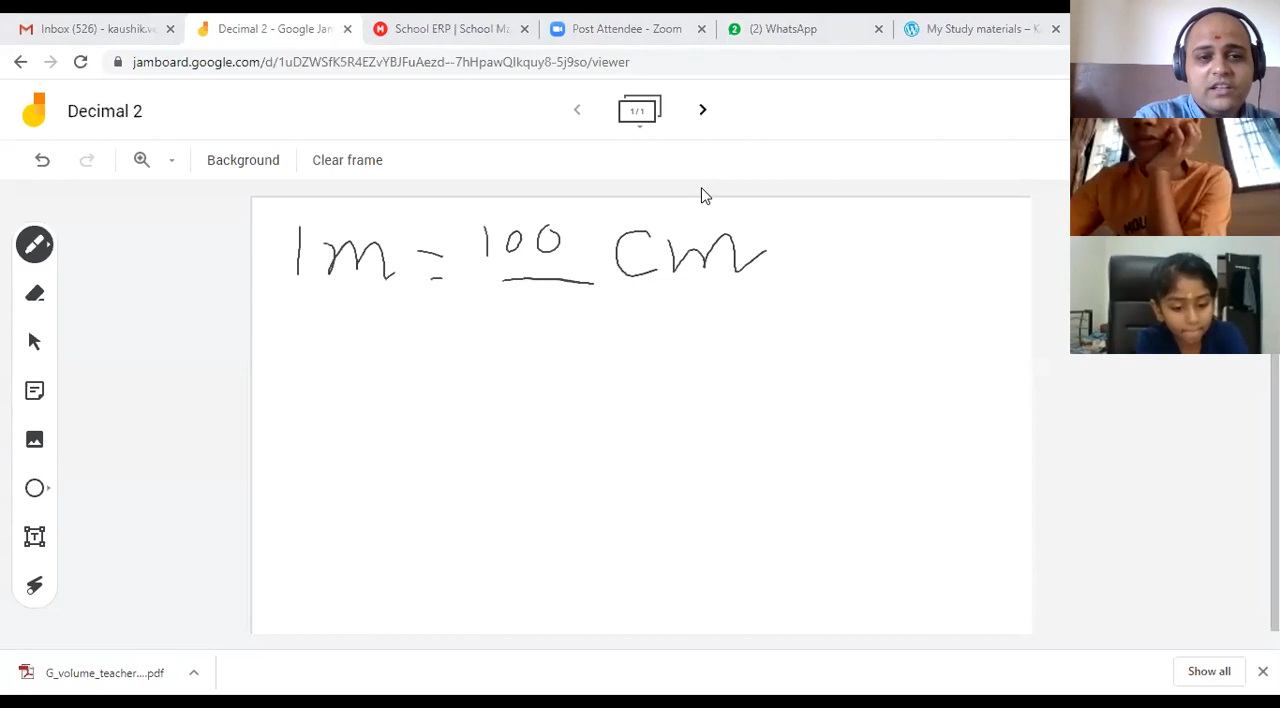 Inbox (526) - kaushik.ve
Decimal 2 - Google Jam
School ERP | School Ma
Post Attendee - Zoom
(2) WhatsApp
My Study materials – K
jamboard.google.com/d/1uDZWSfK5R4EZvYBJFuAezd--7hHpawQIkquy8-5j9so/viewer
Decimal 2
1/1
Background
Clear frame
1m = 100 cm
G_volume_teacher....pdf
Show all